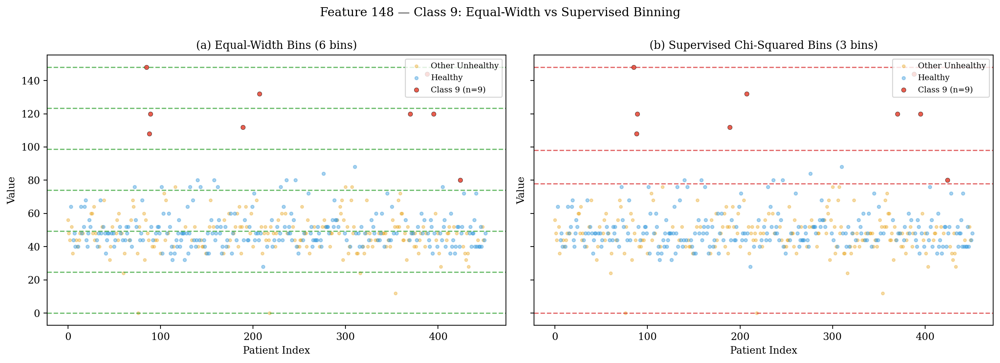 Feature 148 — Class 9: Equal-Width vs Supervised Binning
(a) Equal-Width Bins (6 bins)
Other Unhealthy
Healthy
Class 9 (n=9)
140
120
100
80
60
40
20
0
Value
0 100 200 300 400
Patient Index
(b) Supervised Chi-Squared Bins (3 bins)
Other Unhealthy
Healthy
Class 9 (n=9)
Value
0 100 200 300 400
Patient Index